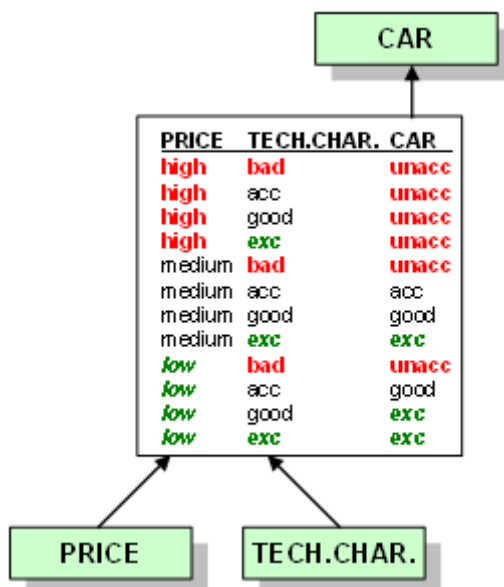 CAR
PRICE TECH.CHAR. CAR
high bad unacc
high acc unacc
high good unacc
high exc unacc
medium bad unacc
medium acc acc
medium good good
medium exc exc
low bad unacc
low acc good
low good exc
low exc exc
PRICE
TECH.CHAR.